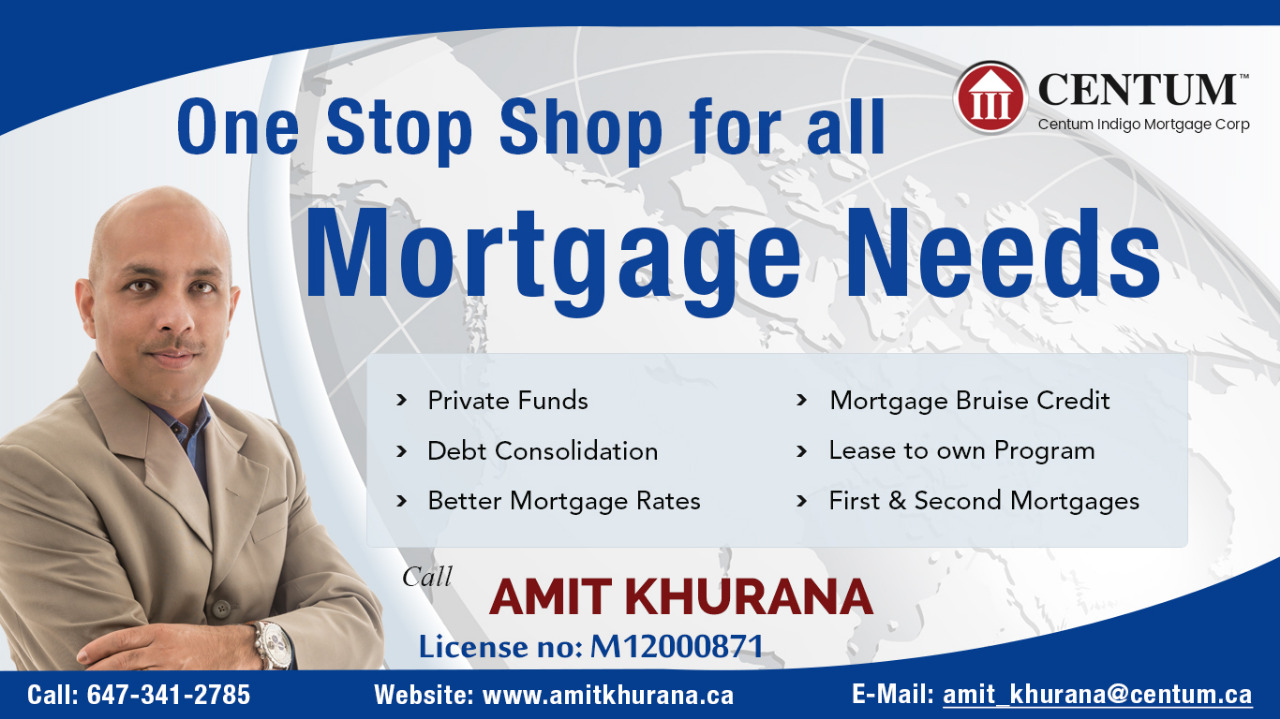 One Stop Shop for all
Mortgage Needs
CENTUM™
Centum Indigo Mortgage Corp
Private Funds
Debt Consolidation
Better Mortgage Rates
Mortgage Bruise Credit
Lease to own Program
First & Second Mortgages
Call
AMIT KHURANA
License no: M12000871
Call: 647-341-2785
Website: www.amitkhurana.ca
E-Mail: amit_khurana@centum.ca